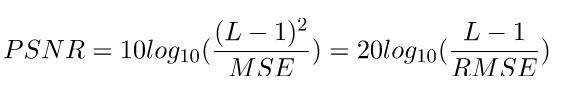 PSNR = 10log₁₀((L − 1)²/MSE) = 20log₁₀((L − 1)/RMSE)